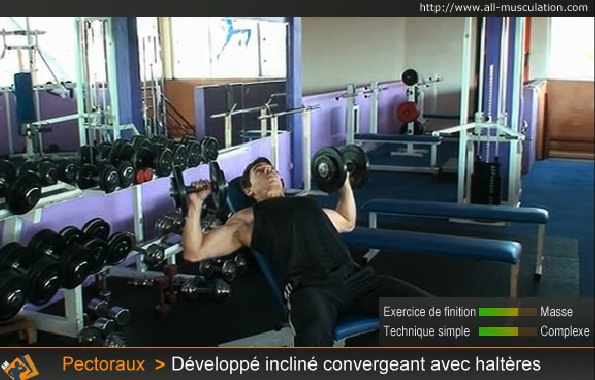 http://www.all-musculation.com
Exercice de finition Masse
Technique simple Complexe
Pectoraux > Développé incliné convergeant avec haltères